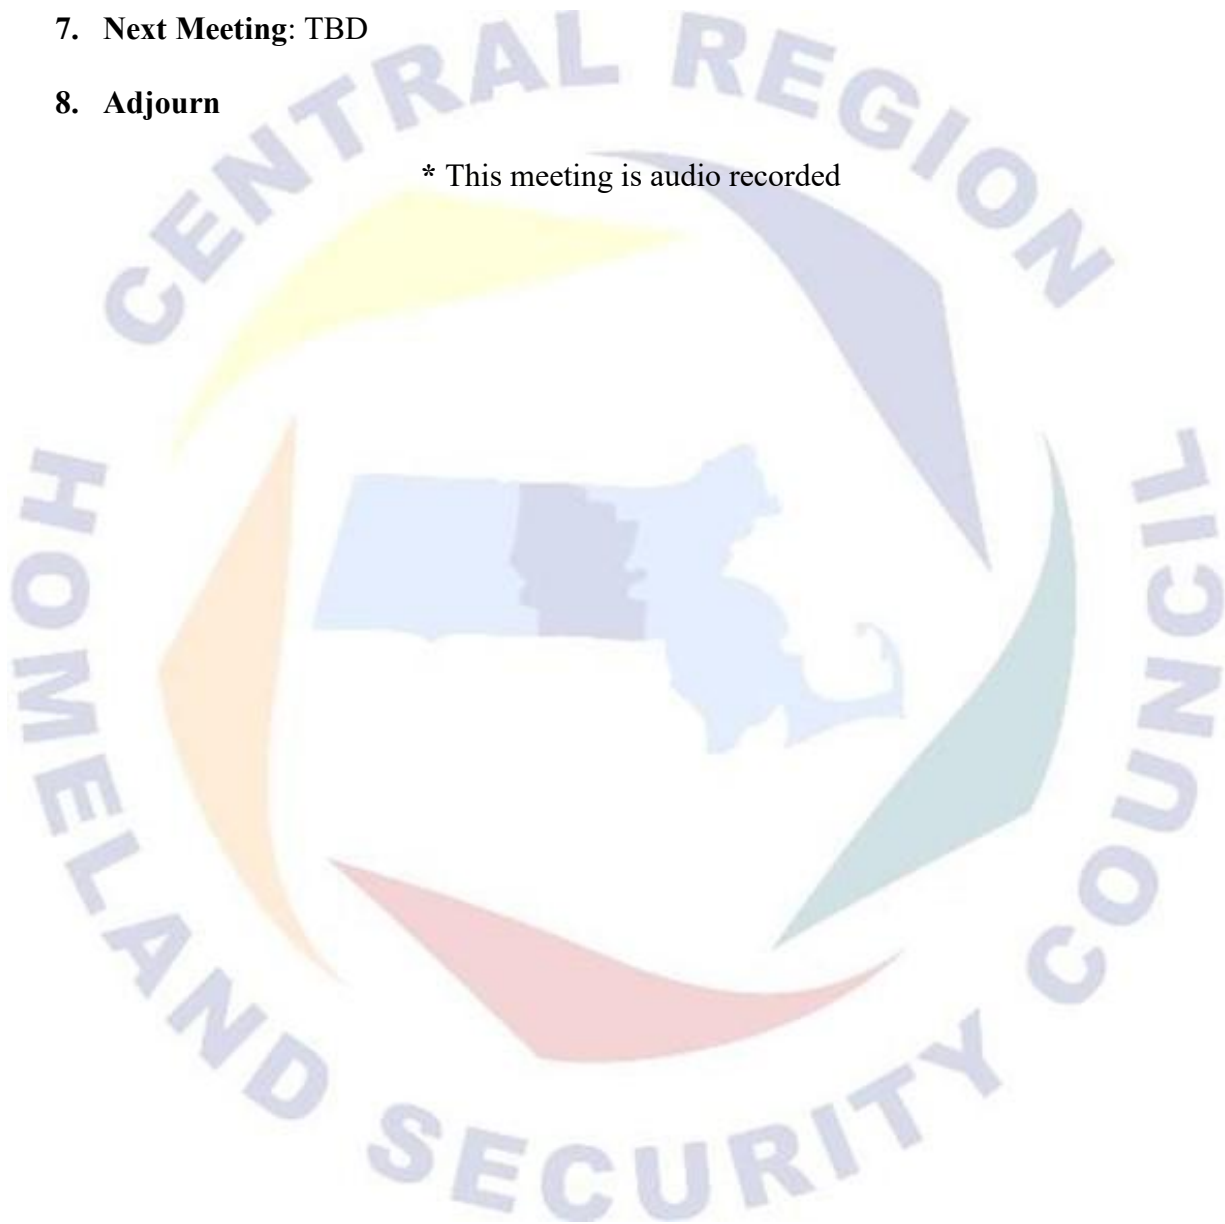 7. Next Meeting: TBD
8. Adjourn
* This meeting is audio recorded
CENTRAL REGION
HOMELAND SECURITY COUNCIL